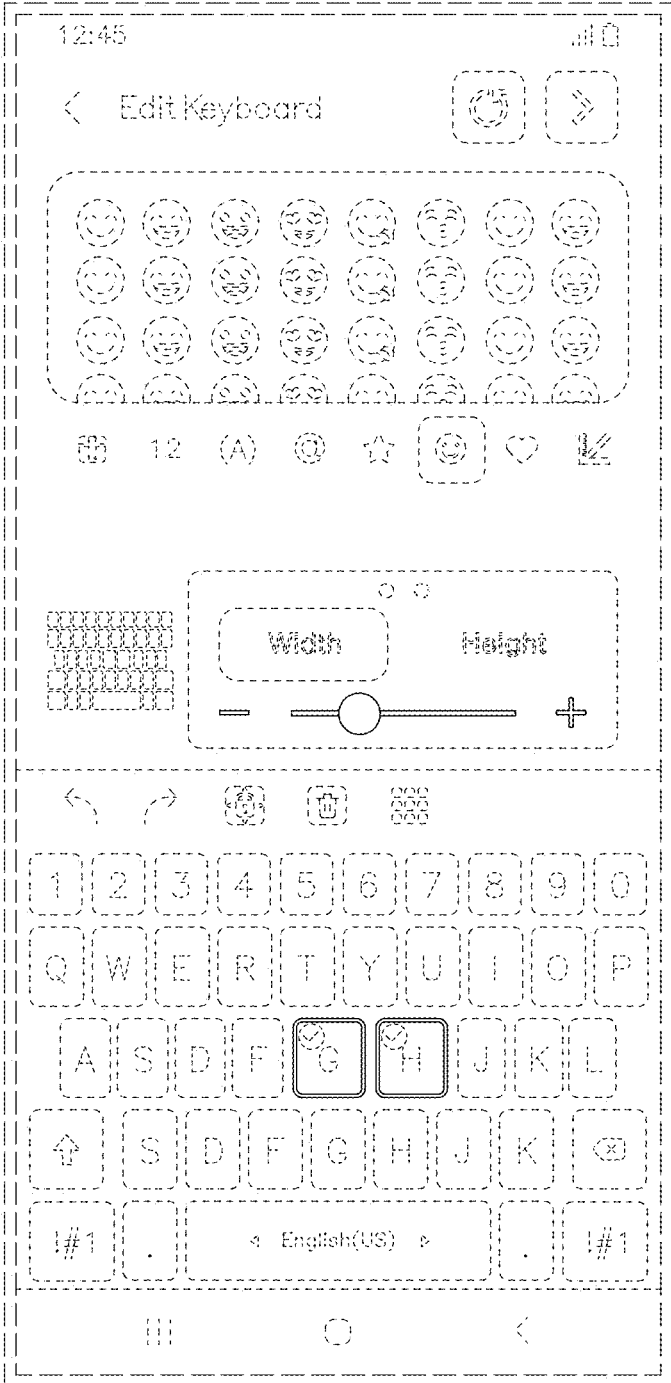 12:45
Edit Keyboard
12 (A) @
Width Height
1 2 3 4 5 6 7 8 9 0
Q W E R T Y U I O P
A S D F G H J K L
S D F G H J K
!#1 . English(US) . !#1